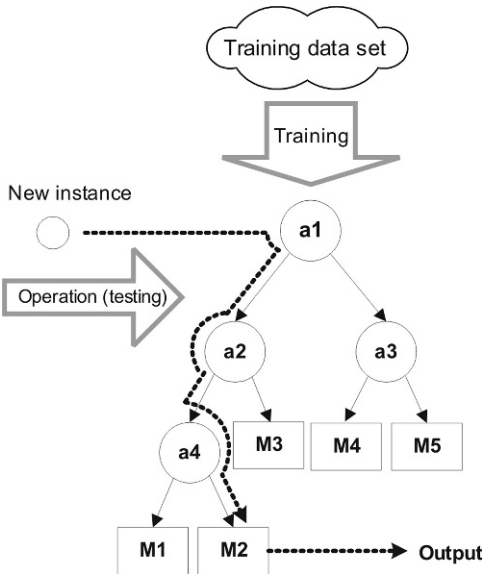 Training data set
Training
New instance
a1
Operation (testing)
a2
a3
a4
M3
M4
M5
M1
M2
Output